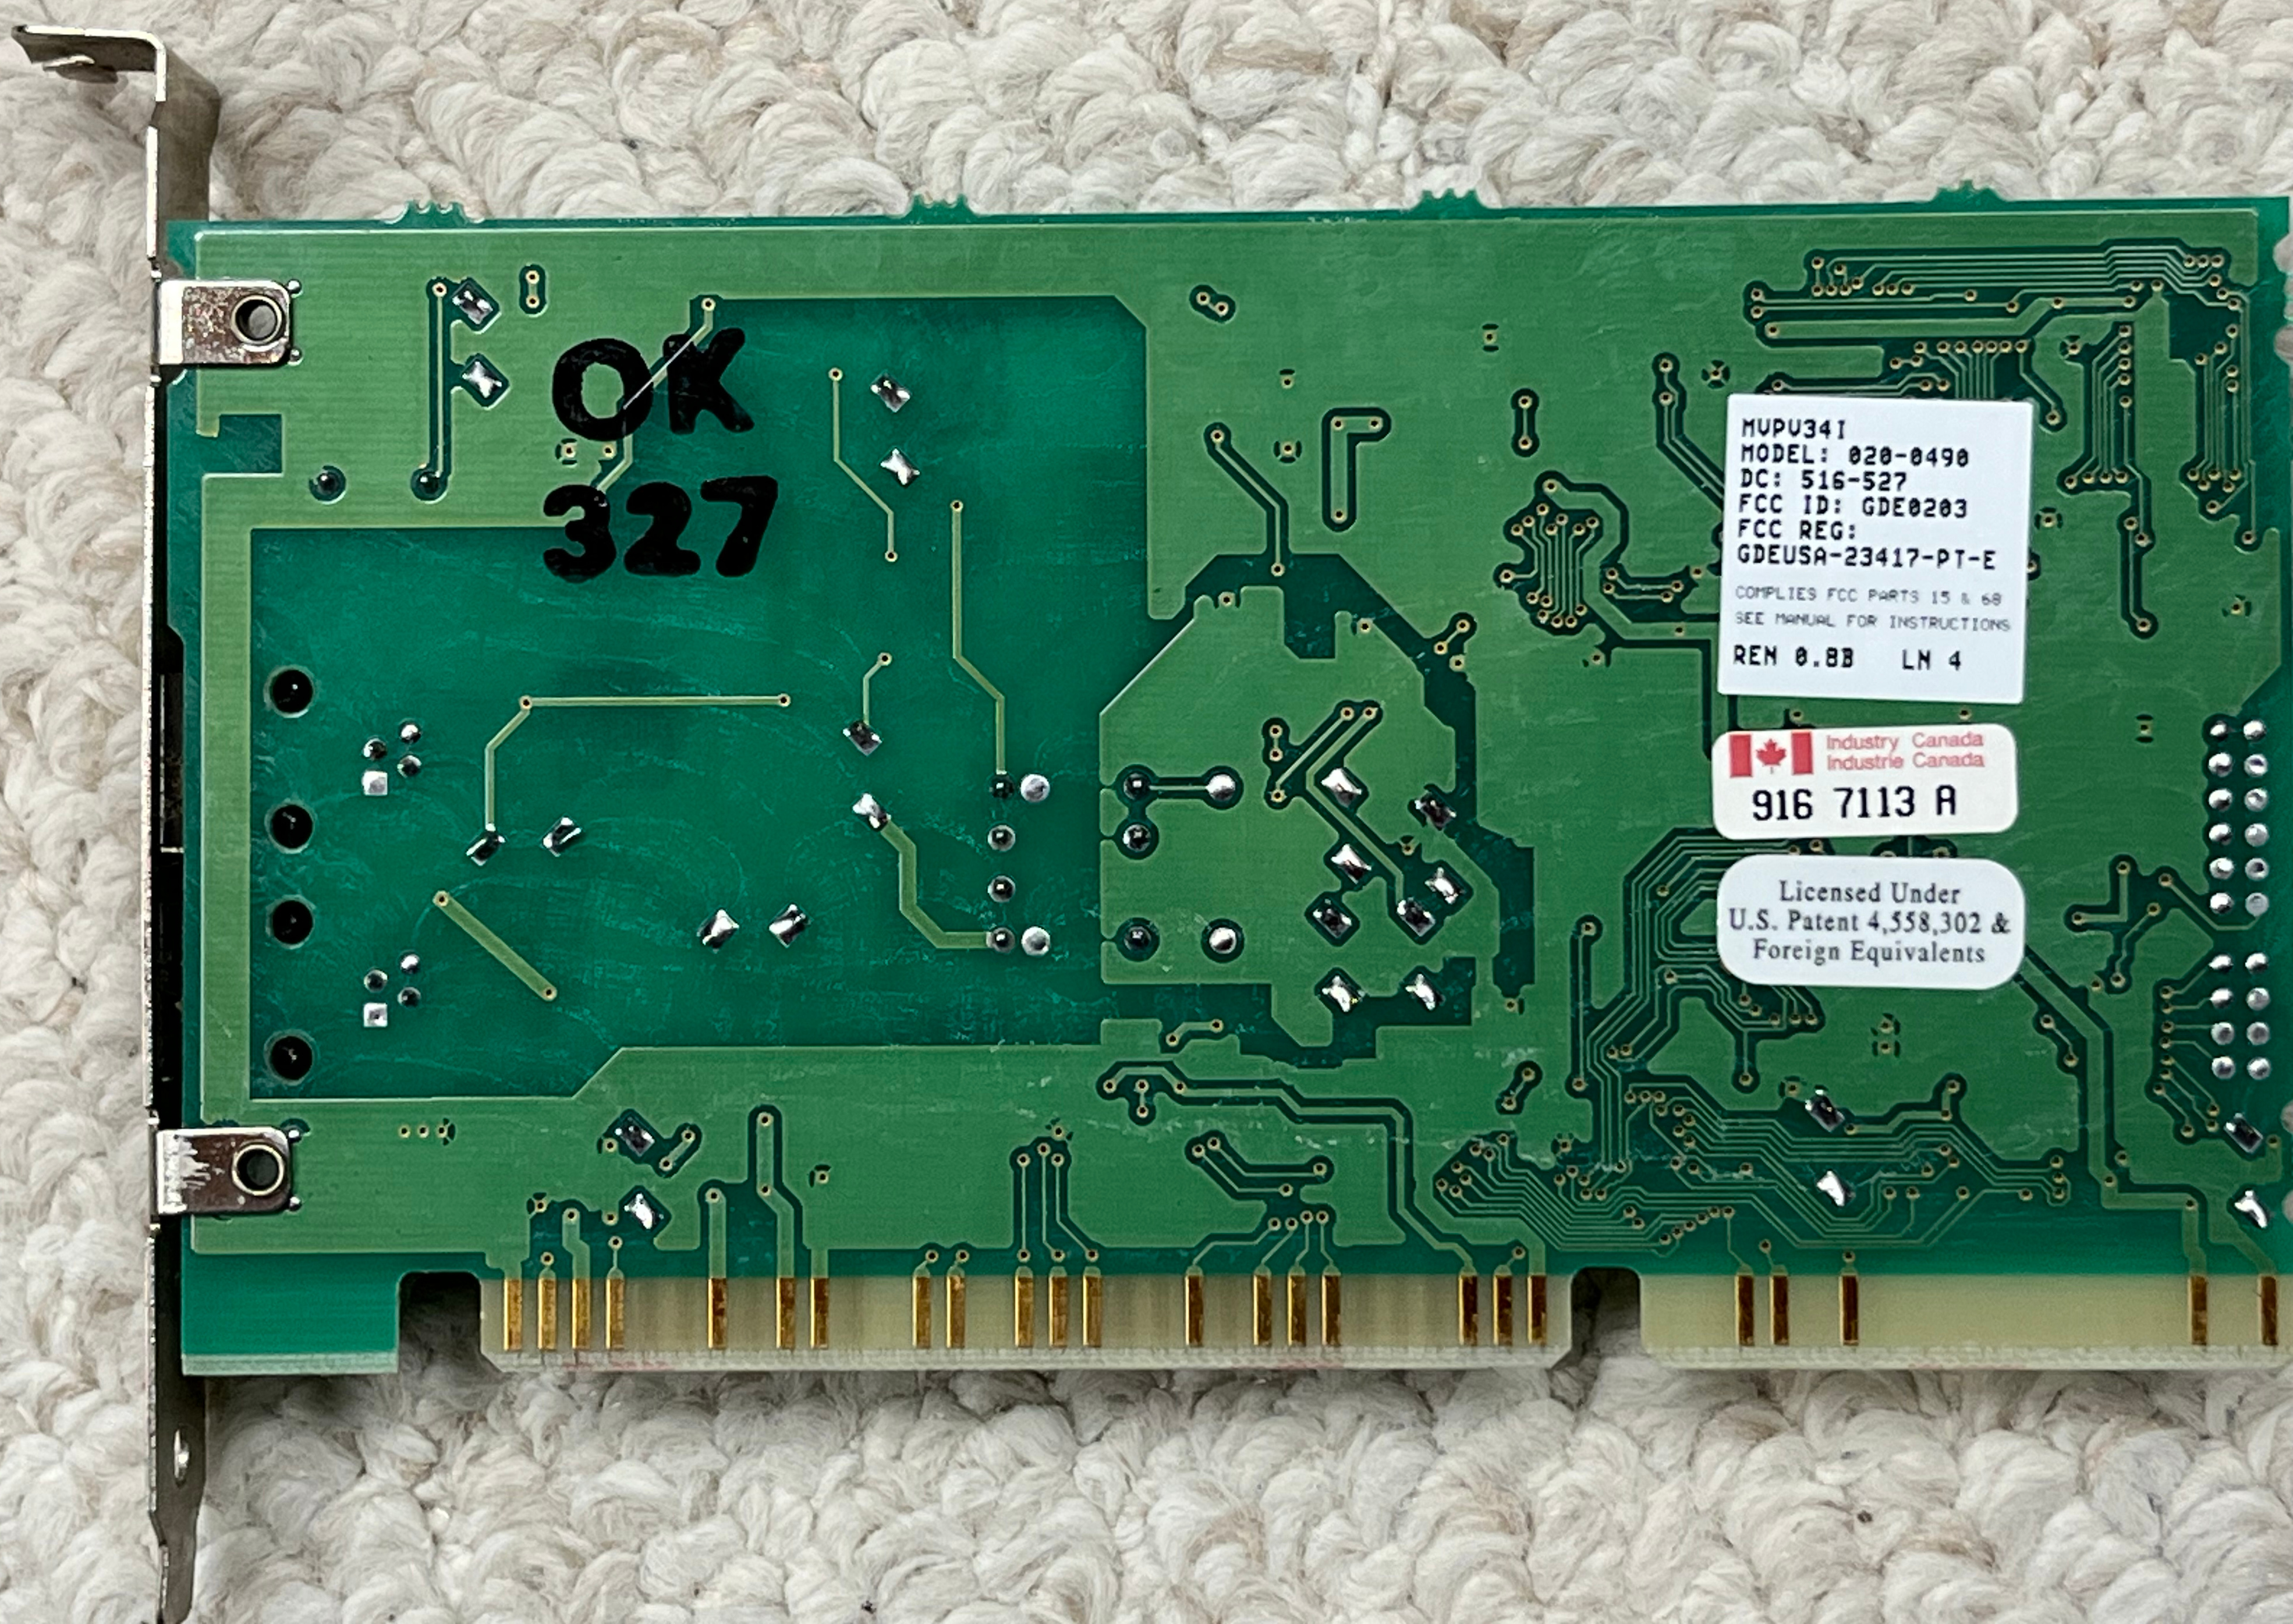 OK
327
MVPV34I
MODEL: 020-0490
DC: 516-527
FCC ID: GDE0203
FCC REG:
GDEUSA-23417-PT-E
COMPLIES FCC PARTS 15 & 68
SEE MANUAL FOR INSTRUCTIONS
REN 0.8B LN 4
Industry Canada
Industrie Canada
916 7113 A
Licensed Under
U.S. Patent 4,558,302 &
Foreign Equivalents